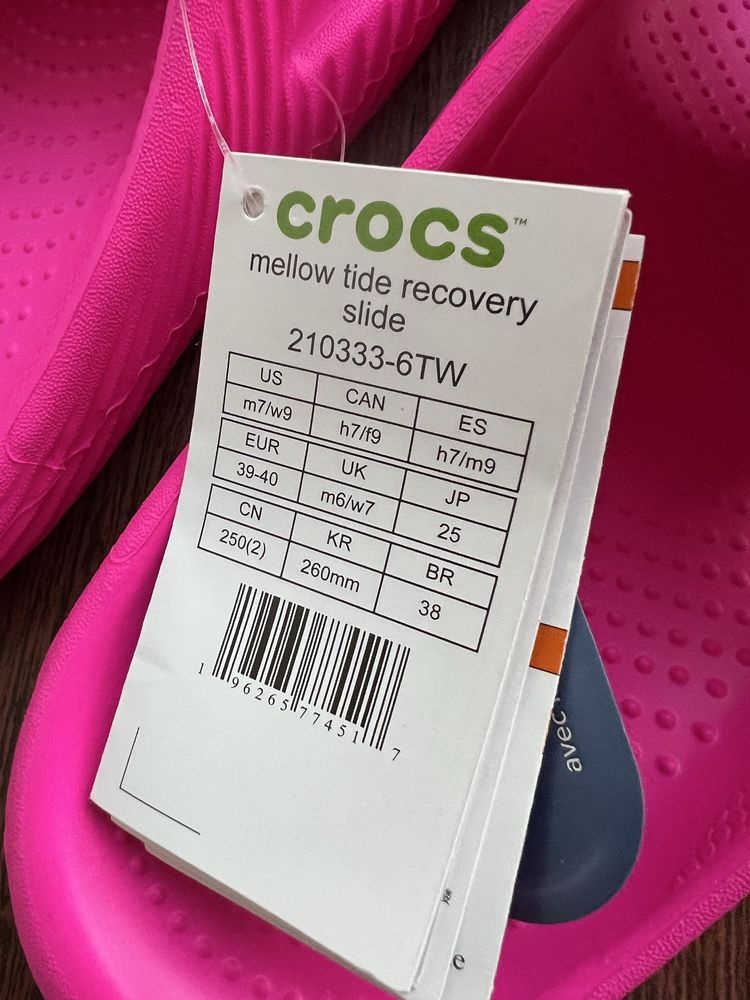 crocs™
mellow tide recovery
slide
210333-6TW
US CAN ES
m7/w9 h7/f9 h7/m9
EUR UK JP
39-40 m6/w7 25
CN KR BR
250(2) 260mm 38
1 96265 77451 7
avec
e